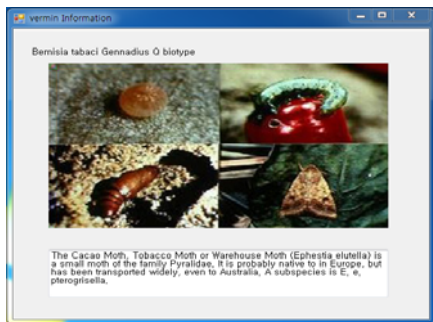 vermin Information
Bemisia tabaci Gennadius Q biotype
The Cacao Moth, Tobacco Moth or Warehouse Moth (Ephestia elutella) is
a small moth of the family Pyralidae, It is probably native to in Europe, but
has been transported widely, even to Australia, A subspecies is E, e,
pterogrisella,